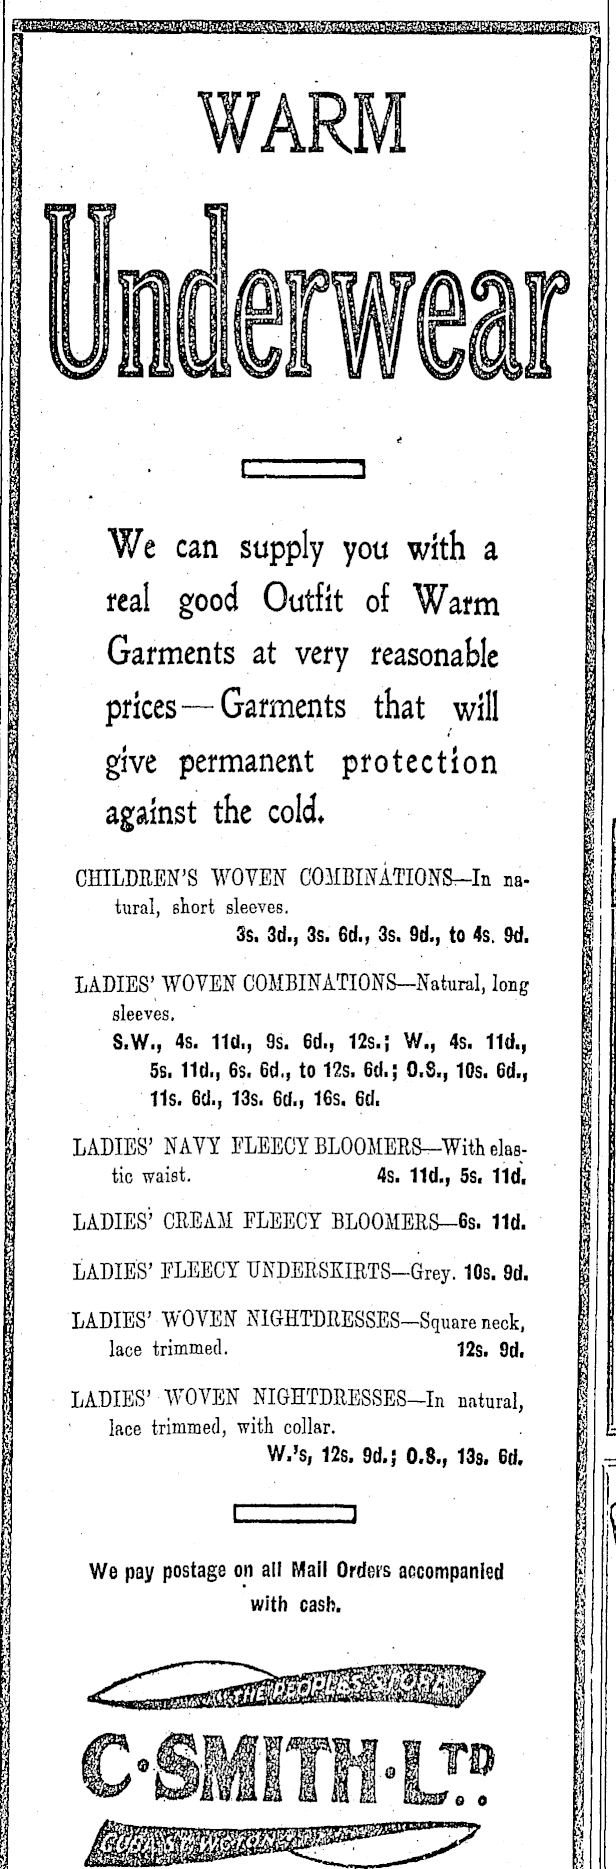 WARM
Underwear
We can supply you with a
real good Outfit of Warm
Garments at very reasonable
prices—Garments that will
give permanent protection
against the cold.
CHILDREN'S WOVEN COMBINATIONS—In na-
tural, short sleeves.
3s. 3d., 3s. 6d., 3s. 9d., to 4s. 9d.
LADIES' WOVEN COMBINATIONS—Natural, long
sleeves.
S.W., 4s. 11d., 9s. 6d., 12s.; W., 4s. 11d.,
5s. 11d., 6s. 6d., to 12s. 6d.; O.S., 10s. 6d.,
11s. 6d., 13s. 6d., 16s. 6d.
LADIES' NAVY FLEECY BLOOMERS—With elas-
tic waist. 4s. 11d., 5s. 11d.
LADIES' CREAM FLEECY BLOOMERS—6s. 11d.
LADIES' FLEECY UNDERSKIRTS—Grey. 10s. 9d.
LADIES' WOVEN NIGHTDRESSES—Square neck,
lace trimmed. 12s. 9d.
LADIES' WOVEN NIGHTDRESSES—In natural,
lace trimmed, with collar.
W.'s, 12s. 9d.; O.S., 13s. 6d.
We pay postage on all Mail Orders accompanied
with cash.
THE PEOPLES STORE
C. SMITH. LTD.
CUBA ST